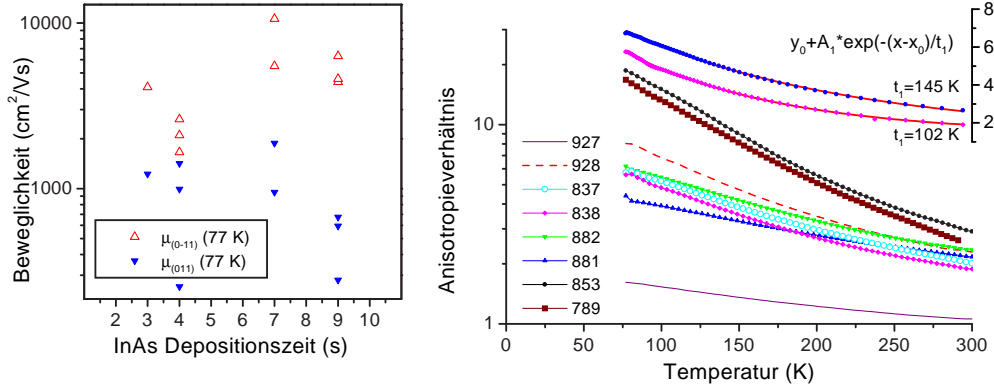 10000
1000
Beweglichkeit (cm²/Vs)
μ(0-11) (77 K)
μ(011) (77 K)
2 3 4 5 6 7 8 9 10
InAs Depositionszeit (s)
Anisotropieverhältnis
10
1
y₀+A₁*exp(-(x-x₀)/t₁)
t₁=145 K
t₁=102 K
8
6
4
2
927
928
837
838
882
881
853
789
0 50 100 150 200 250 300
Temperatur (K)